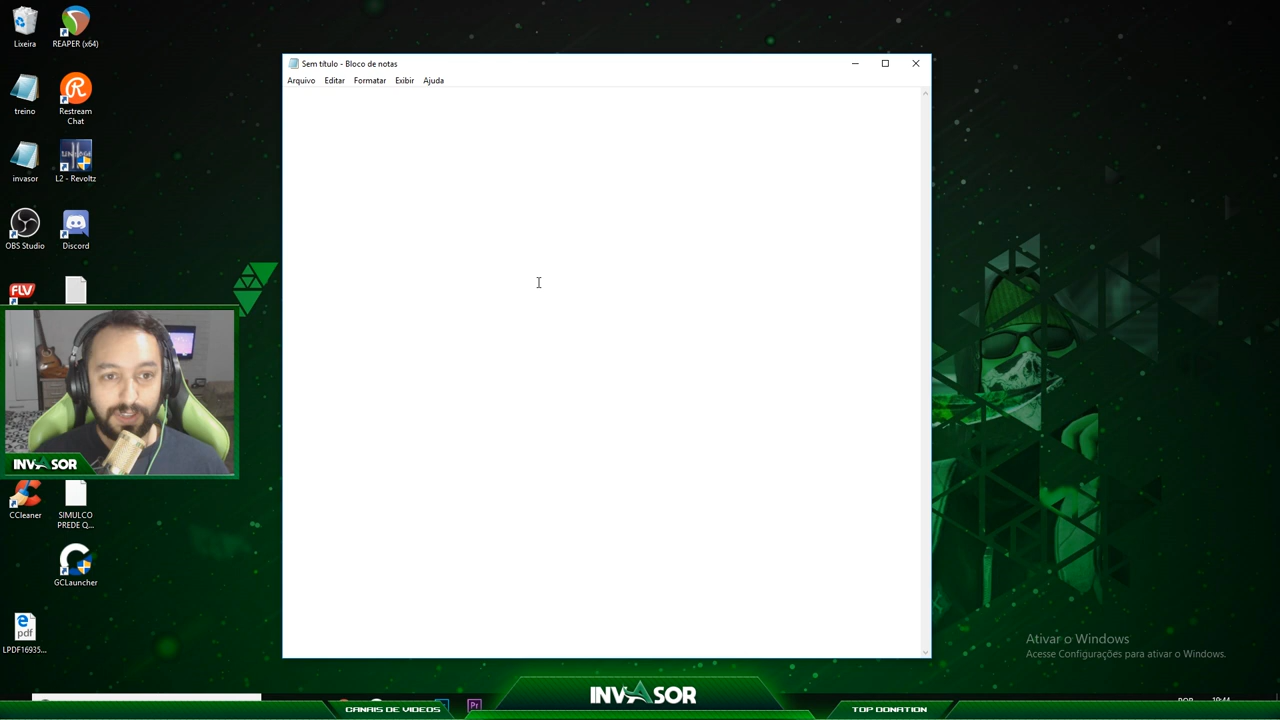 Lixeira
REAPER (x64)
treino
Restream
Chat
invasor
L2 - Revoltz
OBS Studio
Discord
FLV
CCleaner
SIMULCO
PREDE Q...
GCLauncher
pdf
LPDF16935...
Sem título - Bloco de notas
Arquivo Editar Formatar Exibir Ajuda
INVASOR
Ativar o Windows
Acesse Configurações para ativar o Windows.
Pr
INVASOR
CANAIS DE VIDEOS
TOP DONATION